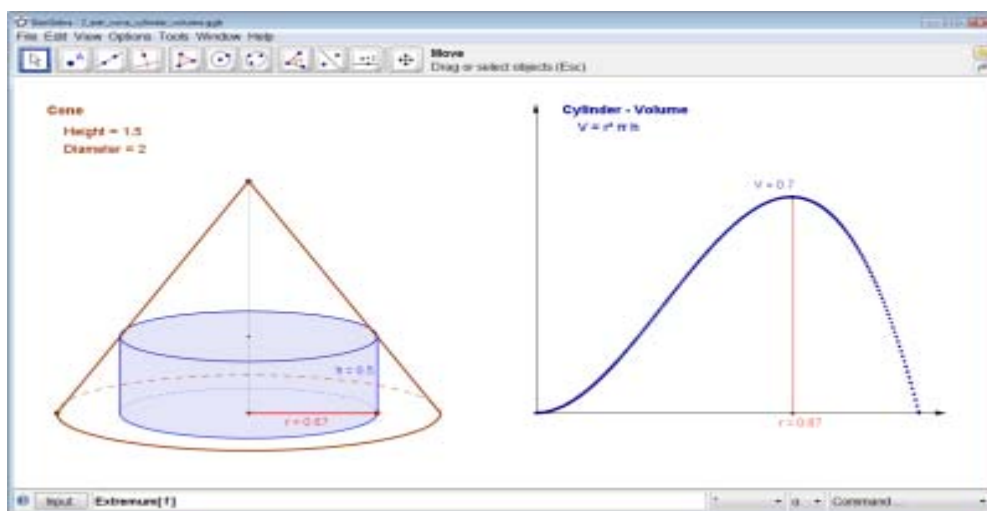 File Edit View Options Tools Window Help
Move
Drag or select objects (Esc)
Cone
Height = 1.5
Diameter = 2
h = 0.5
r = 0.67
Cylinder - Volume
V = r² π h
V = 0.7
r = 0.67
Input:
Extremum[f]
α
Command ...